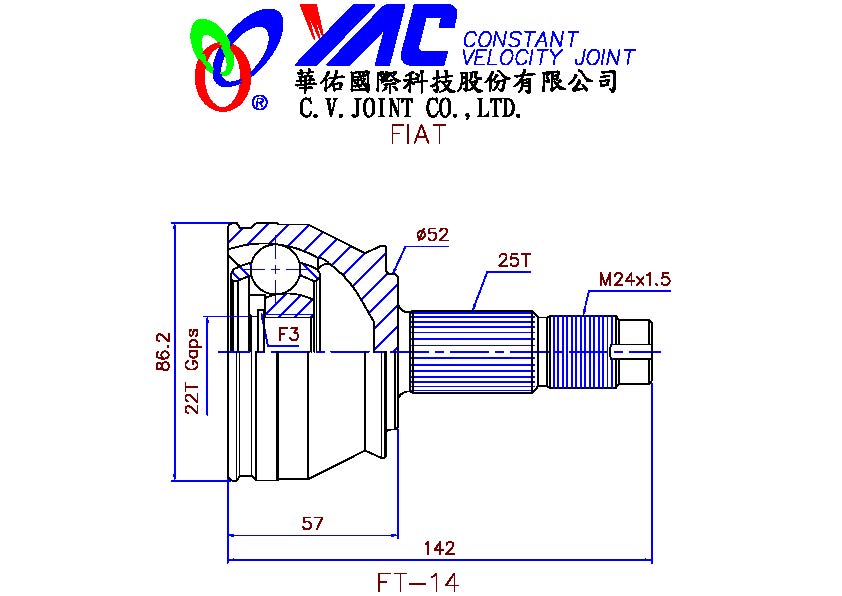 YAC CONSTANT
VELOCITY JOINT
®
華佑國際科技股份有限公司
C.V.JOINT CO.,LTD.
FIAT
ø52
25T
M24x1.5
86.2
22T Gaps
F3
57
142
FT-14